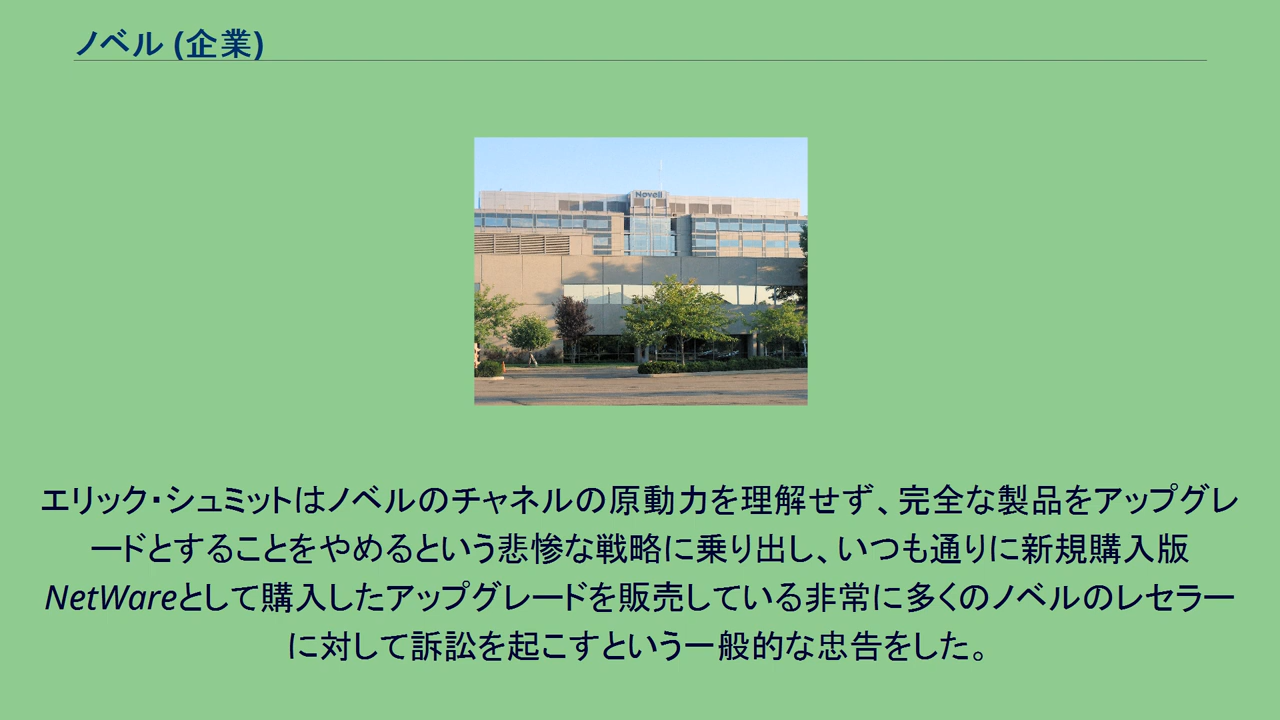 ノベル (企業)
Novell
エリック・シュミットはノベルのチャネルの原動力を理解せず、完全な製品をアップグレ
ードとすることをやめるという悲惨な戦略に乗り出し、いつも通りに新規購入版
NetWareとして購入したアップグレードを販売している非常に多くのノベルのレセラー
に対して訴訟を起こすという一般的な忠告をした。